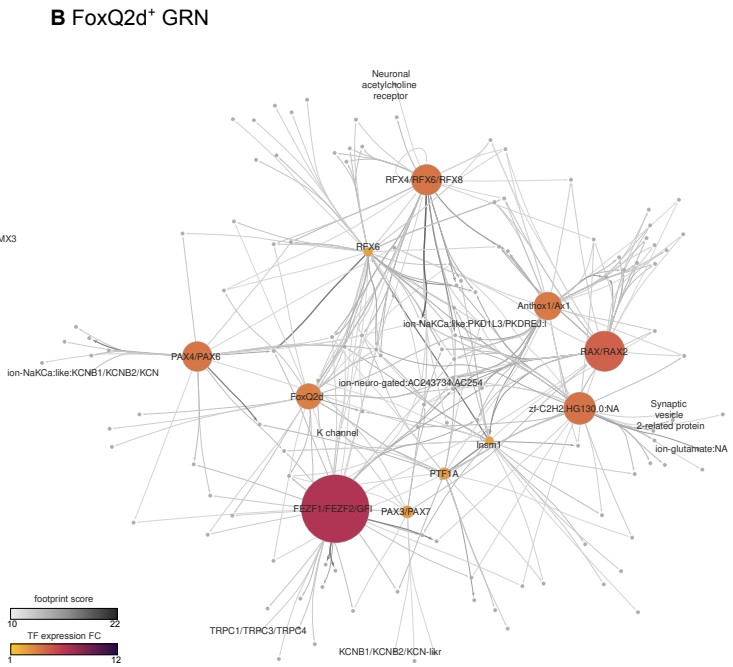 B FoxQ2d⁺ GRN
Neuronal
acetylcholine
receptor
RFX4/RFX6/RFX8
MX3
RFX6
Anthox1/Ax1
ion-NaKCa:like:PKD1L3/PKDREJ:I
RAX/RAX2
PAX4/PAX6
ion-NaKCa:like:KCNB1/KCNB2/KCN
ion-neuro-gated:AC243734/AC254
FoxQ2d
zf-C2H2.HG130.0:NA
Synaptic
vesicle
2-related protein
K channel
Insm1
ion-glutamate:NA
PTF1A
FEZF1/FEZF2/GFI
PAX3/PAX7
footprint score
10 22
TF expression FC
1 12
TRPC1/TRPC3/TRPC4
KCNB1/KCNB2/KCN-likr